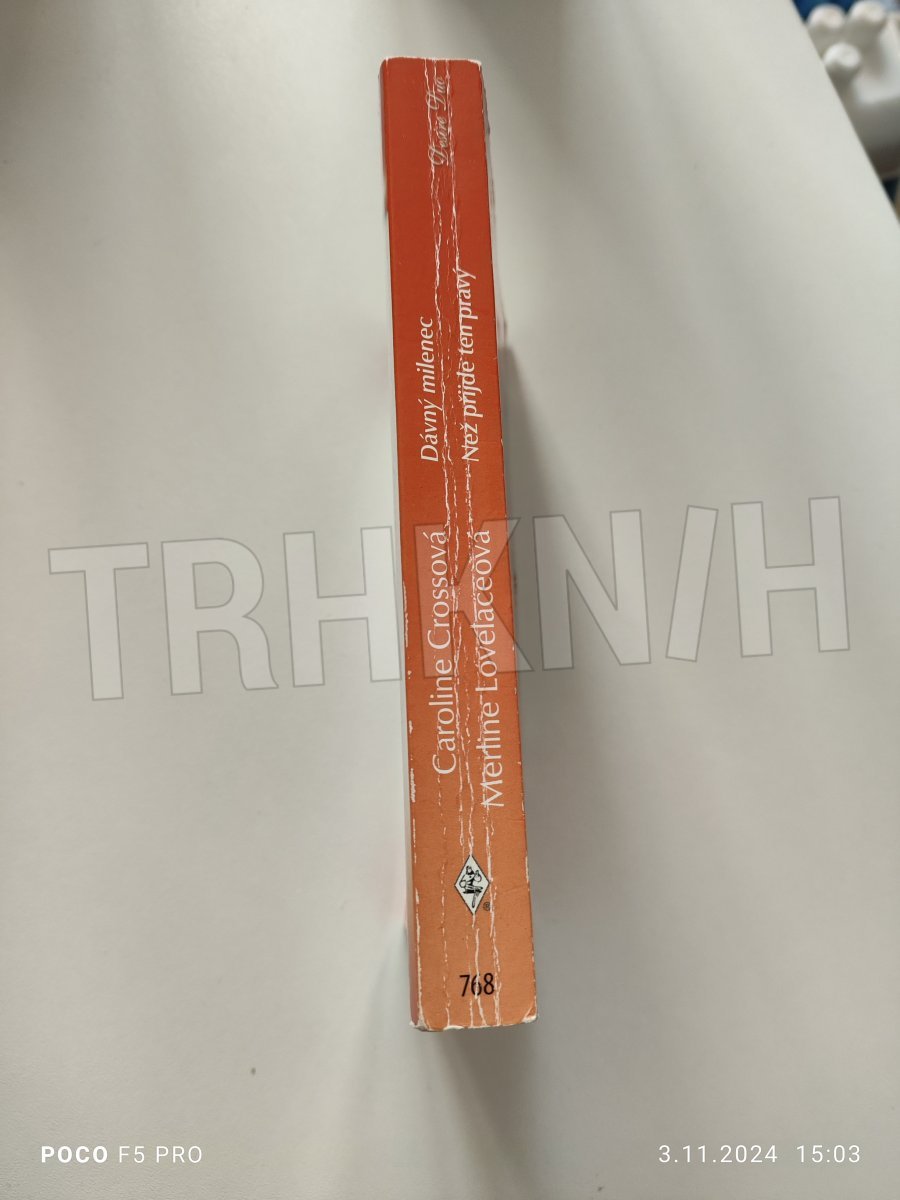 Desire Duo
Dávný milenec
Než přijde ten pravý
Caroline Crossová
Merline Lovelaceová
®
768
TRHKN/H
POCO F5 PRO
3.11.2024 15:03